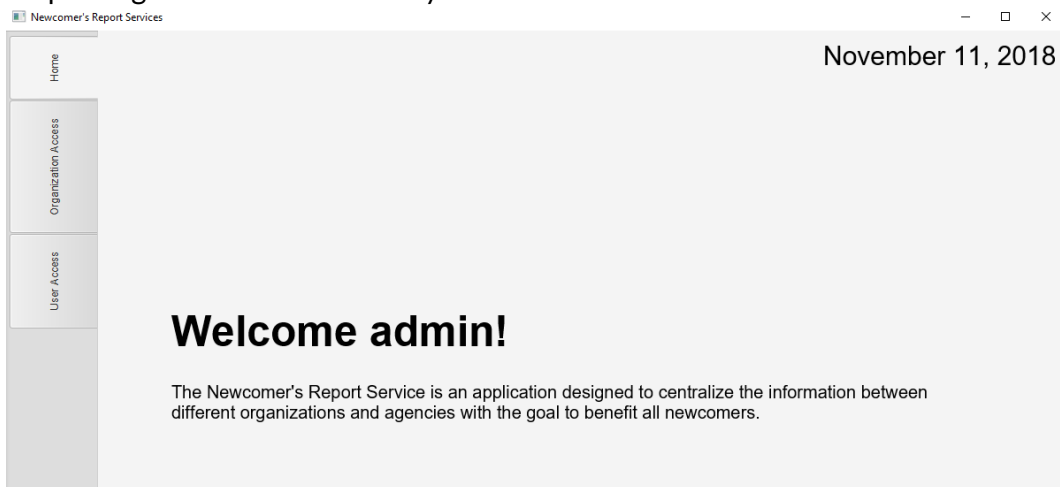 Newcomer's Report Services
November 11, 2018
Home
Organization Access
User Access
Welcome admin!
The Newcomer's Report Service is an application designed to centralize the information between
different organizations and agencies with the goal to benefit all newcomers.